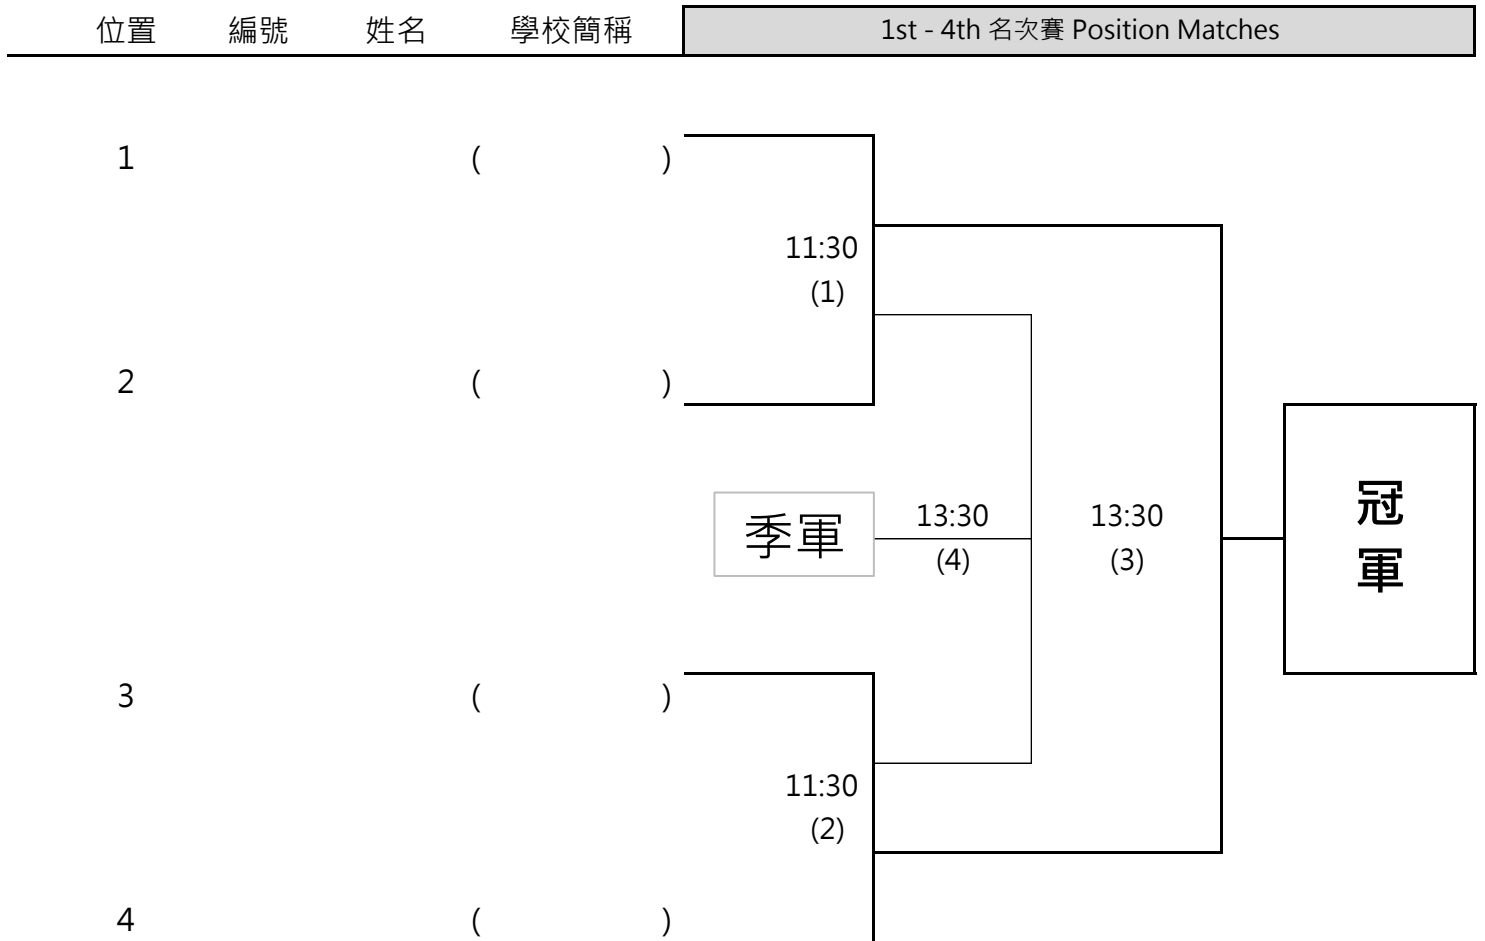 位置 編號 姓名 學校簡稱 1st - 4th 名次賽 Position Matches
1 ( )
11:30
(1)
2 ( )
季軍 13:30 13:30 冠
(4) (3) 軍
3 ( )
11:30
(2)
4 ( )